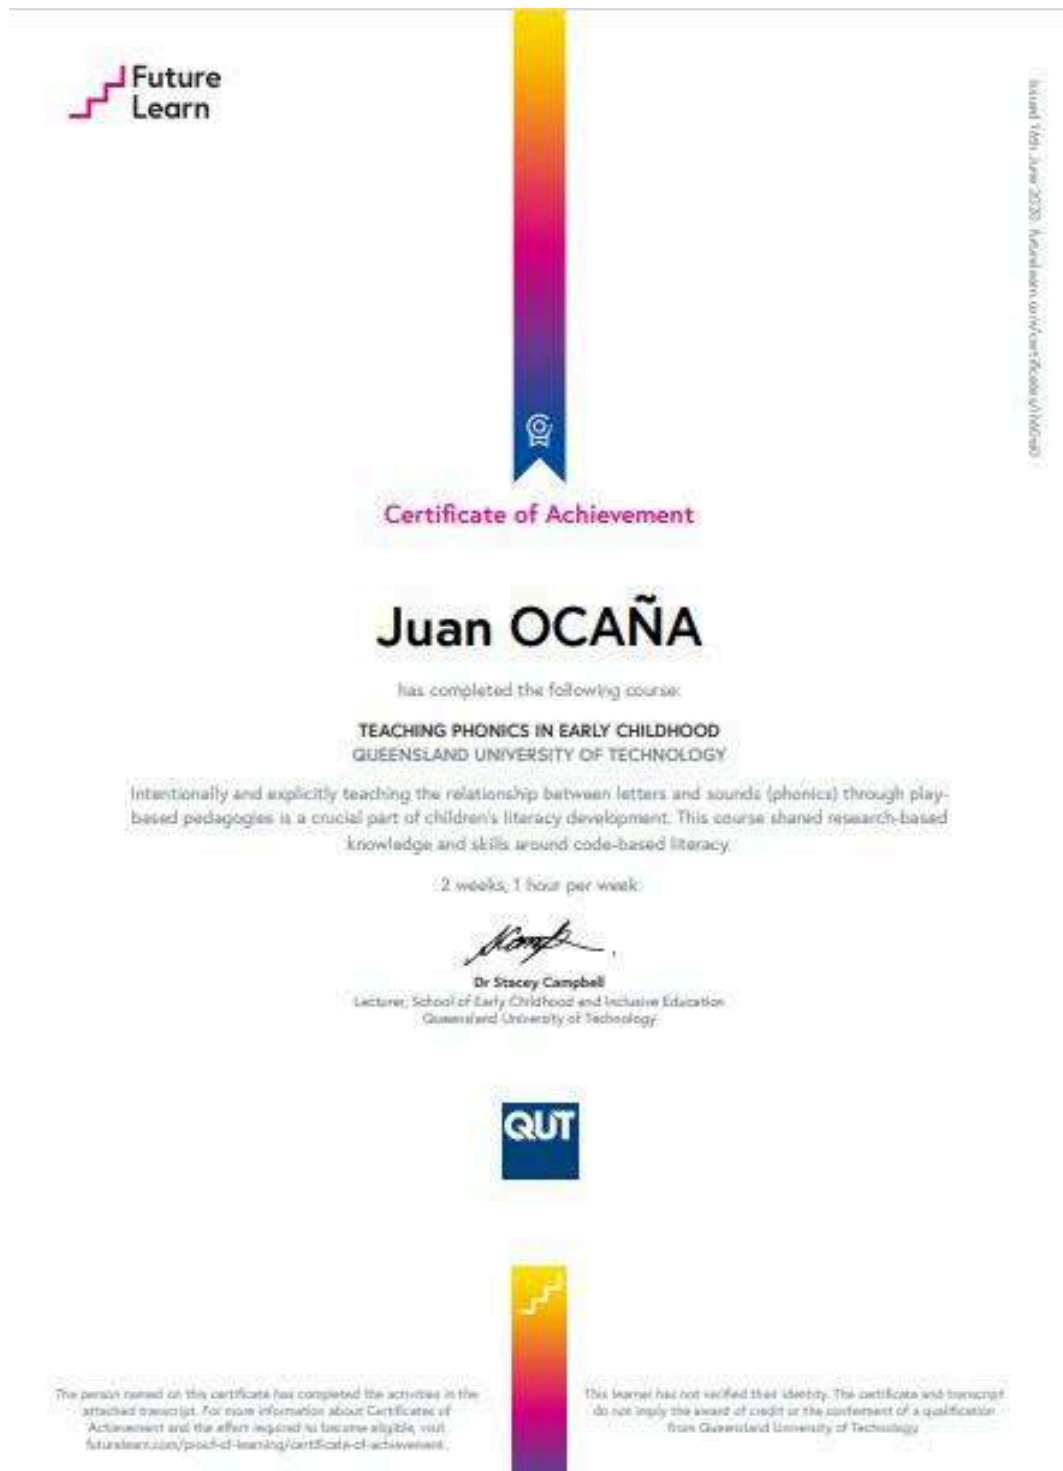 Future
Learn
Certificate of Achievement
Juan OCAÑA
has completed the following course:
TEACHING PHONICS IN EARLY CHILDHOOD
QUEENSLAND UNIVERSITY OF TECHNOLOGY
Intentionally and explicitly teaching the relationship between letters and sounds (phonics) through play-
based pedagogies is a crucial part of children's literacy development. This course shared research-based
knowledge and skills around code-based literacy.
2 weeks, 1 hour per week
Dr Stacey Campbell
Lecturer, School of Early Childhood and Inclusive Education
Queensland University of Technology
QUT
The person named on this certificate has completed the activities in the
attached transcript. For more information about Certificates of
Achievement and the effort required to become eligible, visit
futurelearn.com/proof-of-learning/certificate-of-achievement.
This learner has not verified their identity. The certificate and transcript
do not imply the award of credit or the conferment of a qualification
from Queensland University of Technology.
Issued June 2020. futurelearn.com/certificates/